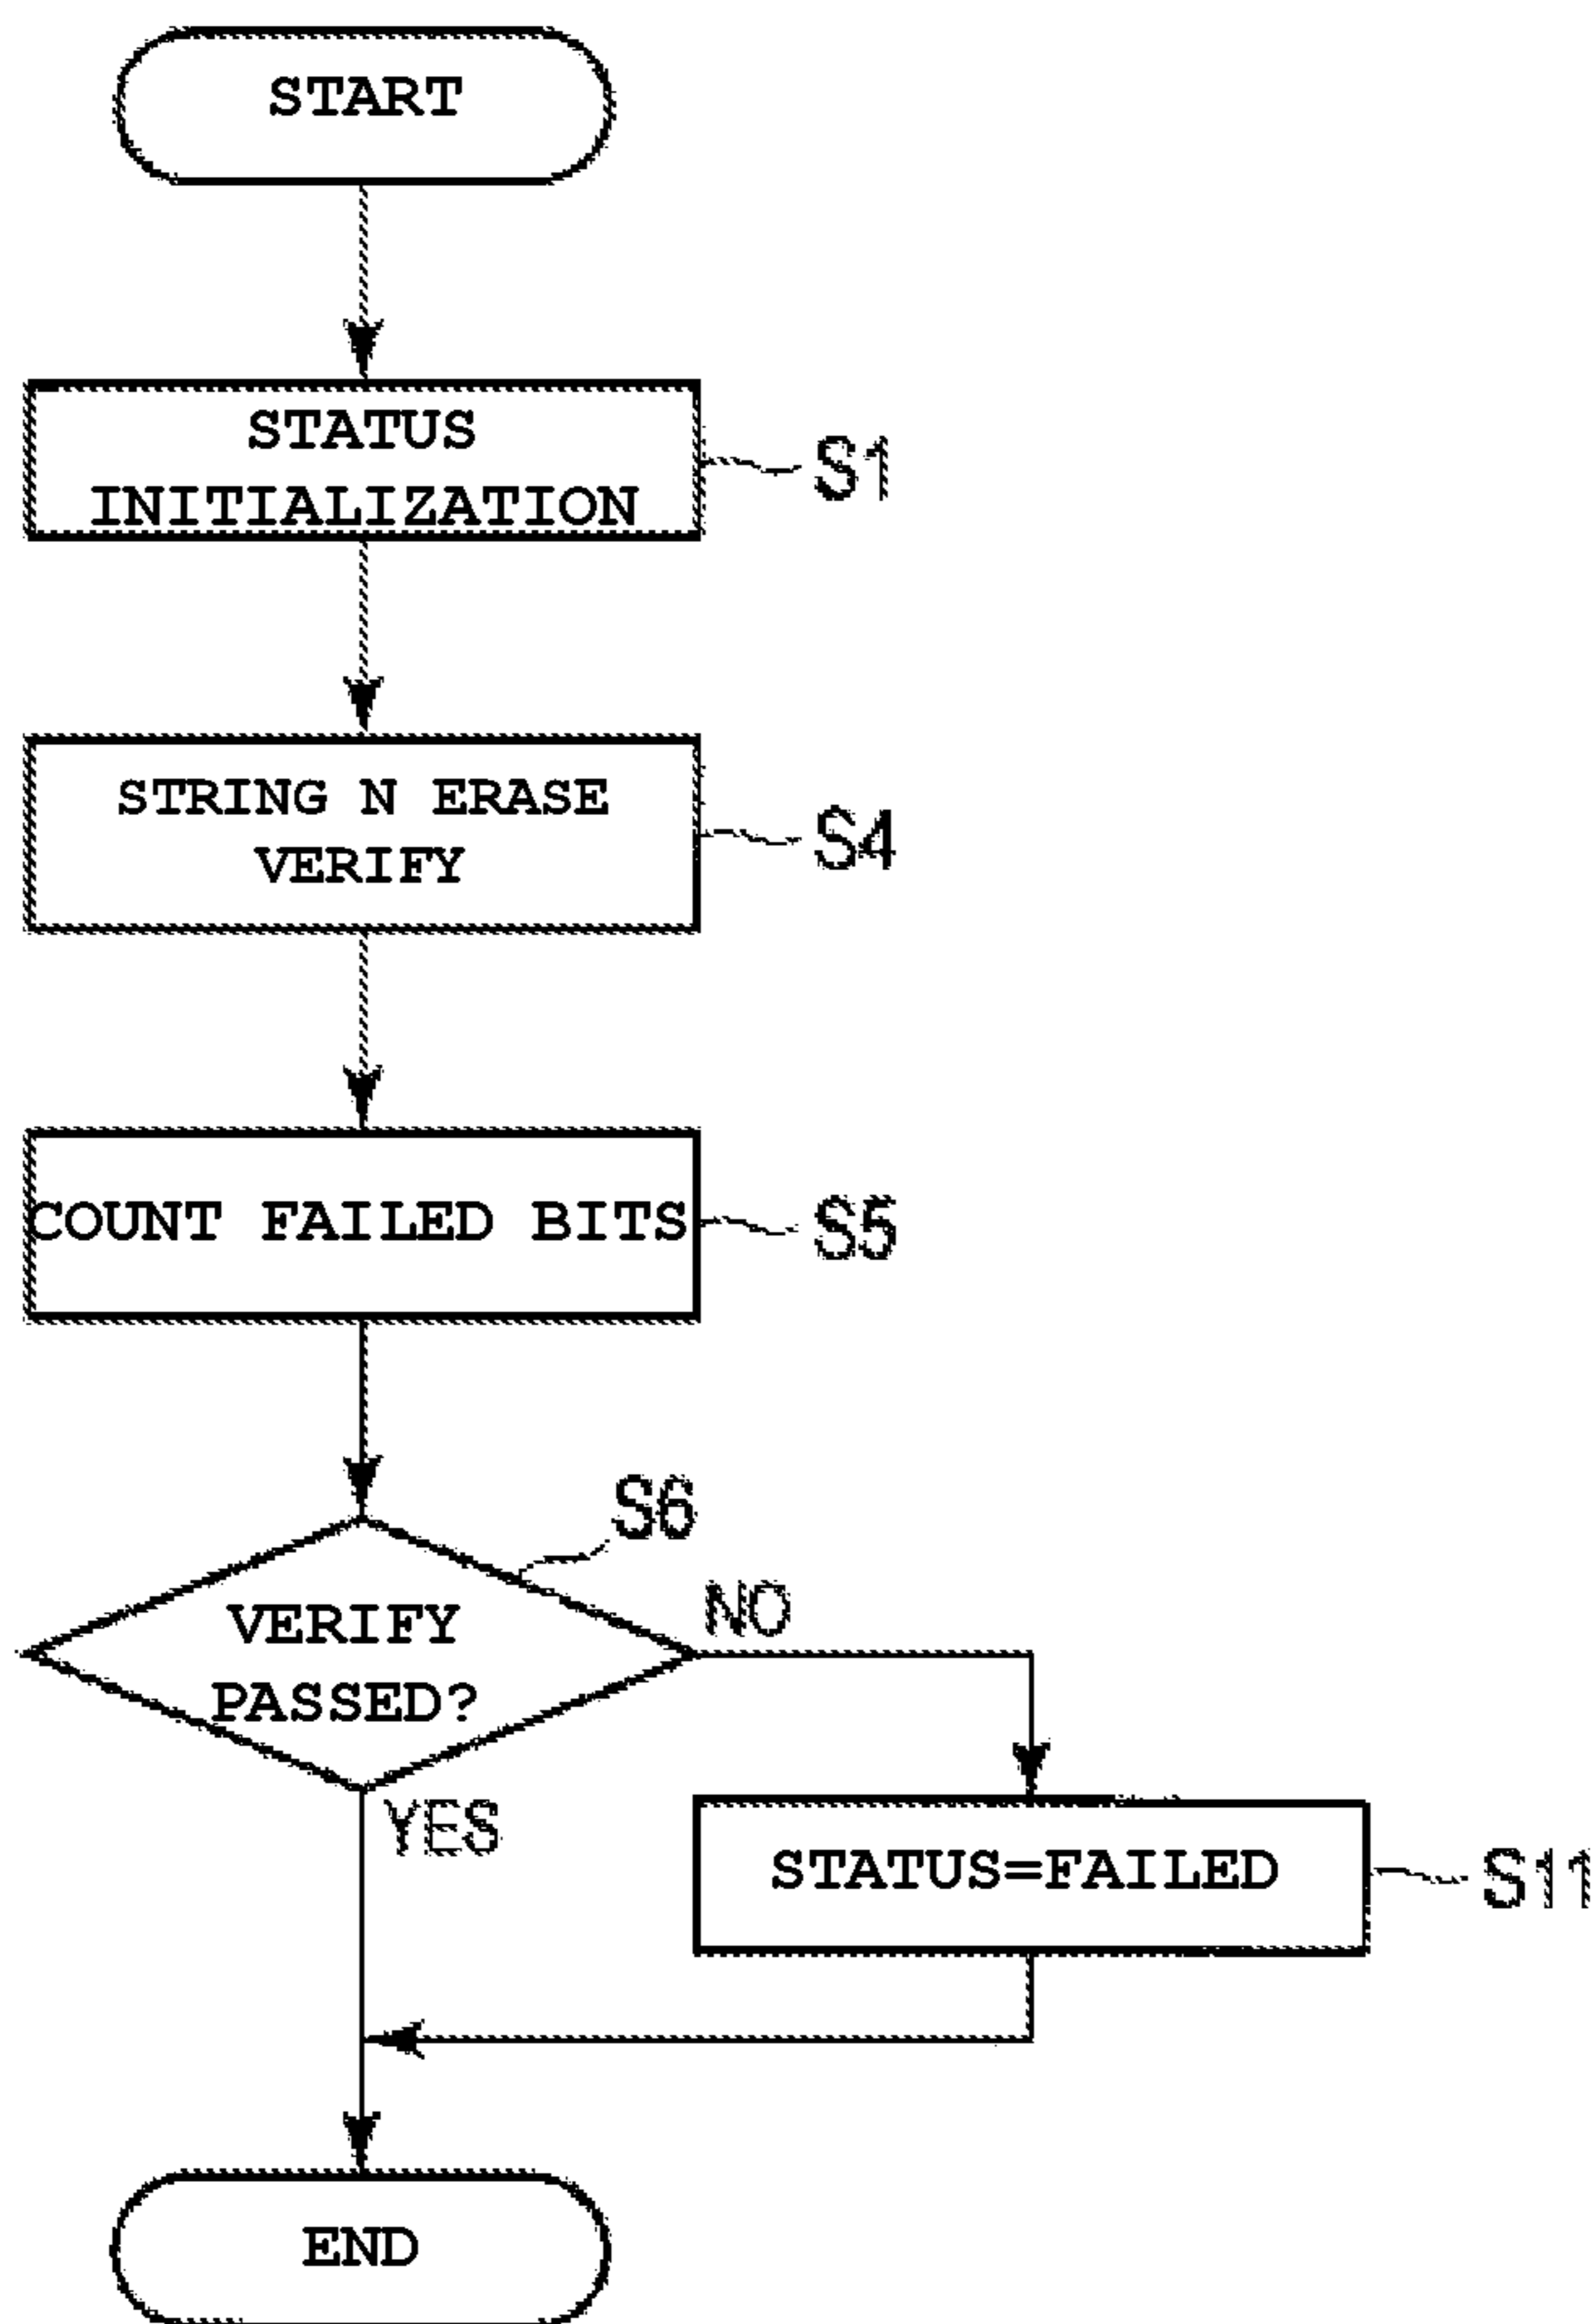 START
STATUS
INITIALIZATION
S1
STRING N ERASE
VERIFY
S4
COUNT FAILED BITS
S5
S6
VERIFY
PASSED?
NO
YES
STATUS=FAILED
S11
END